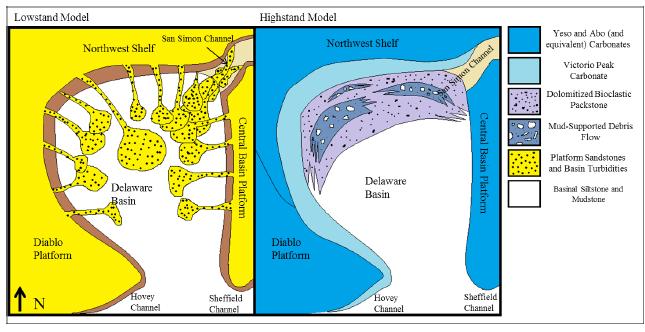 Lowstand Model
Northwest Shelf
San Simon Channel
Central Basin Platform
Delaware
Basin
Diablo
Platform
N
Hovey
Channel
Sheffield
Channel
Highstand Model
Northwest Shelf
Simon Channel
Central Basin Platform
Delaware
Basin
Diablo
Platform
Hovey
Channel
Sheffield
Channel
Yeso and Abo (and
equivalent) Carbonates
Victorio Peak
Carbonate
Dolomitized Bioclastic
Packstone
Mud-Supported Debris
Flow
Platform Sandstones
and Basin Turbidities
Basinal Siltstone and
Mudstone